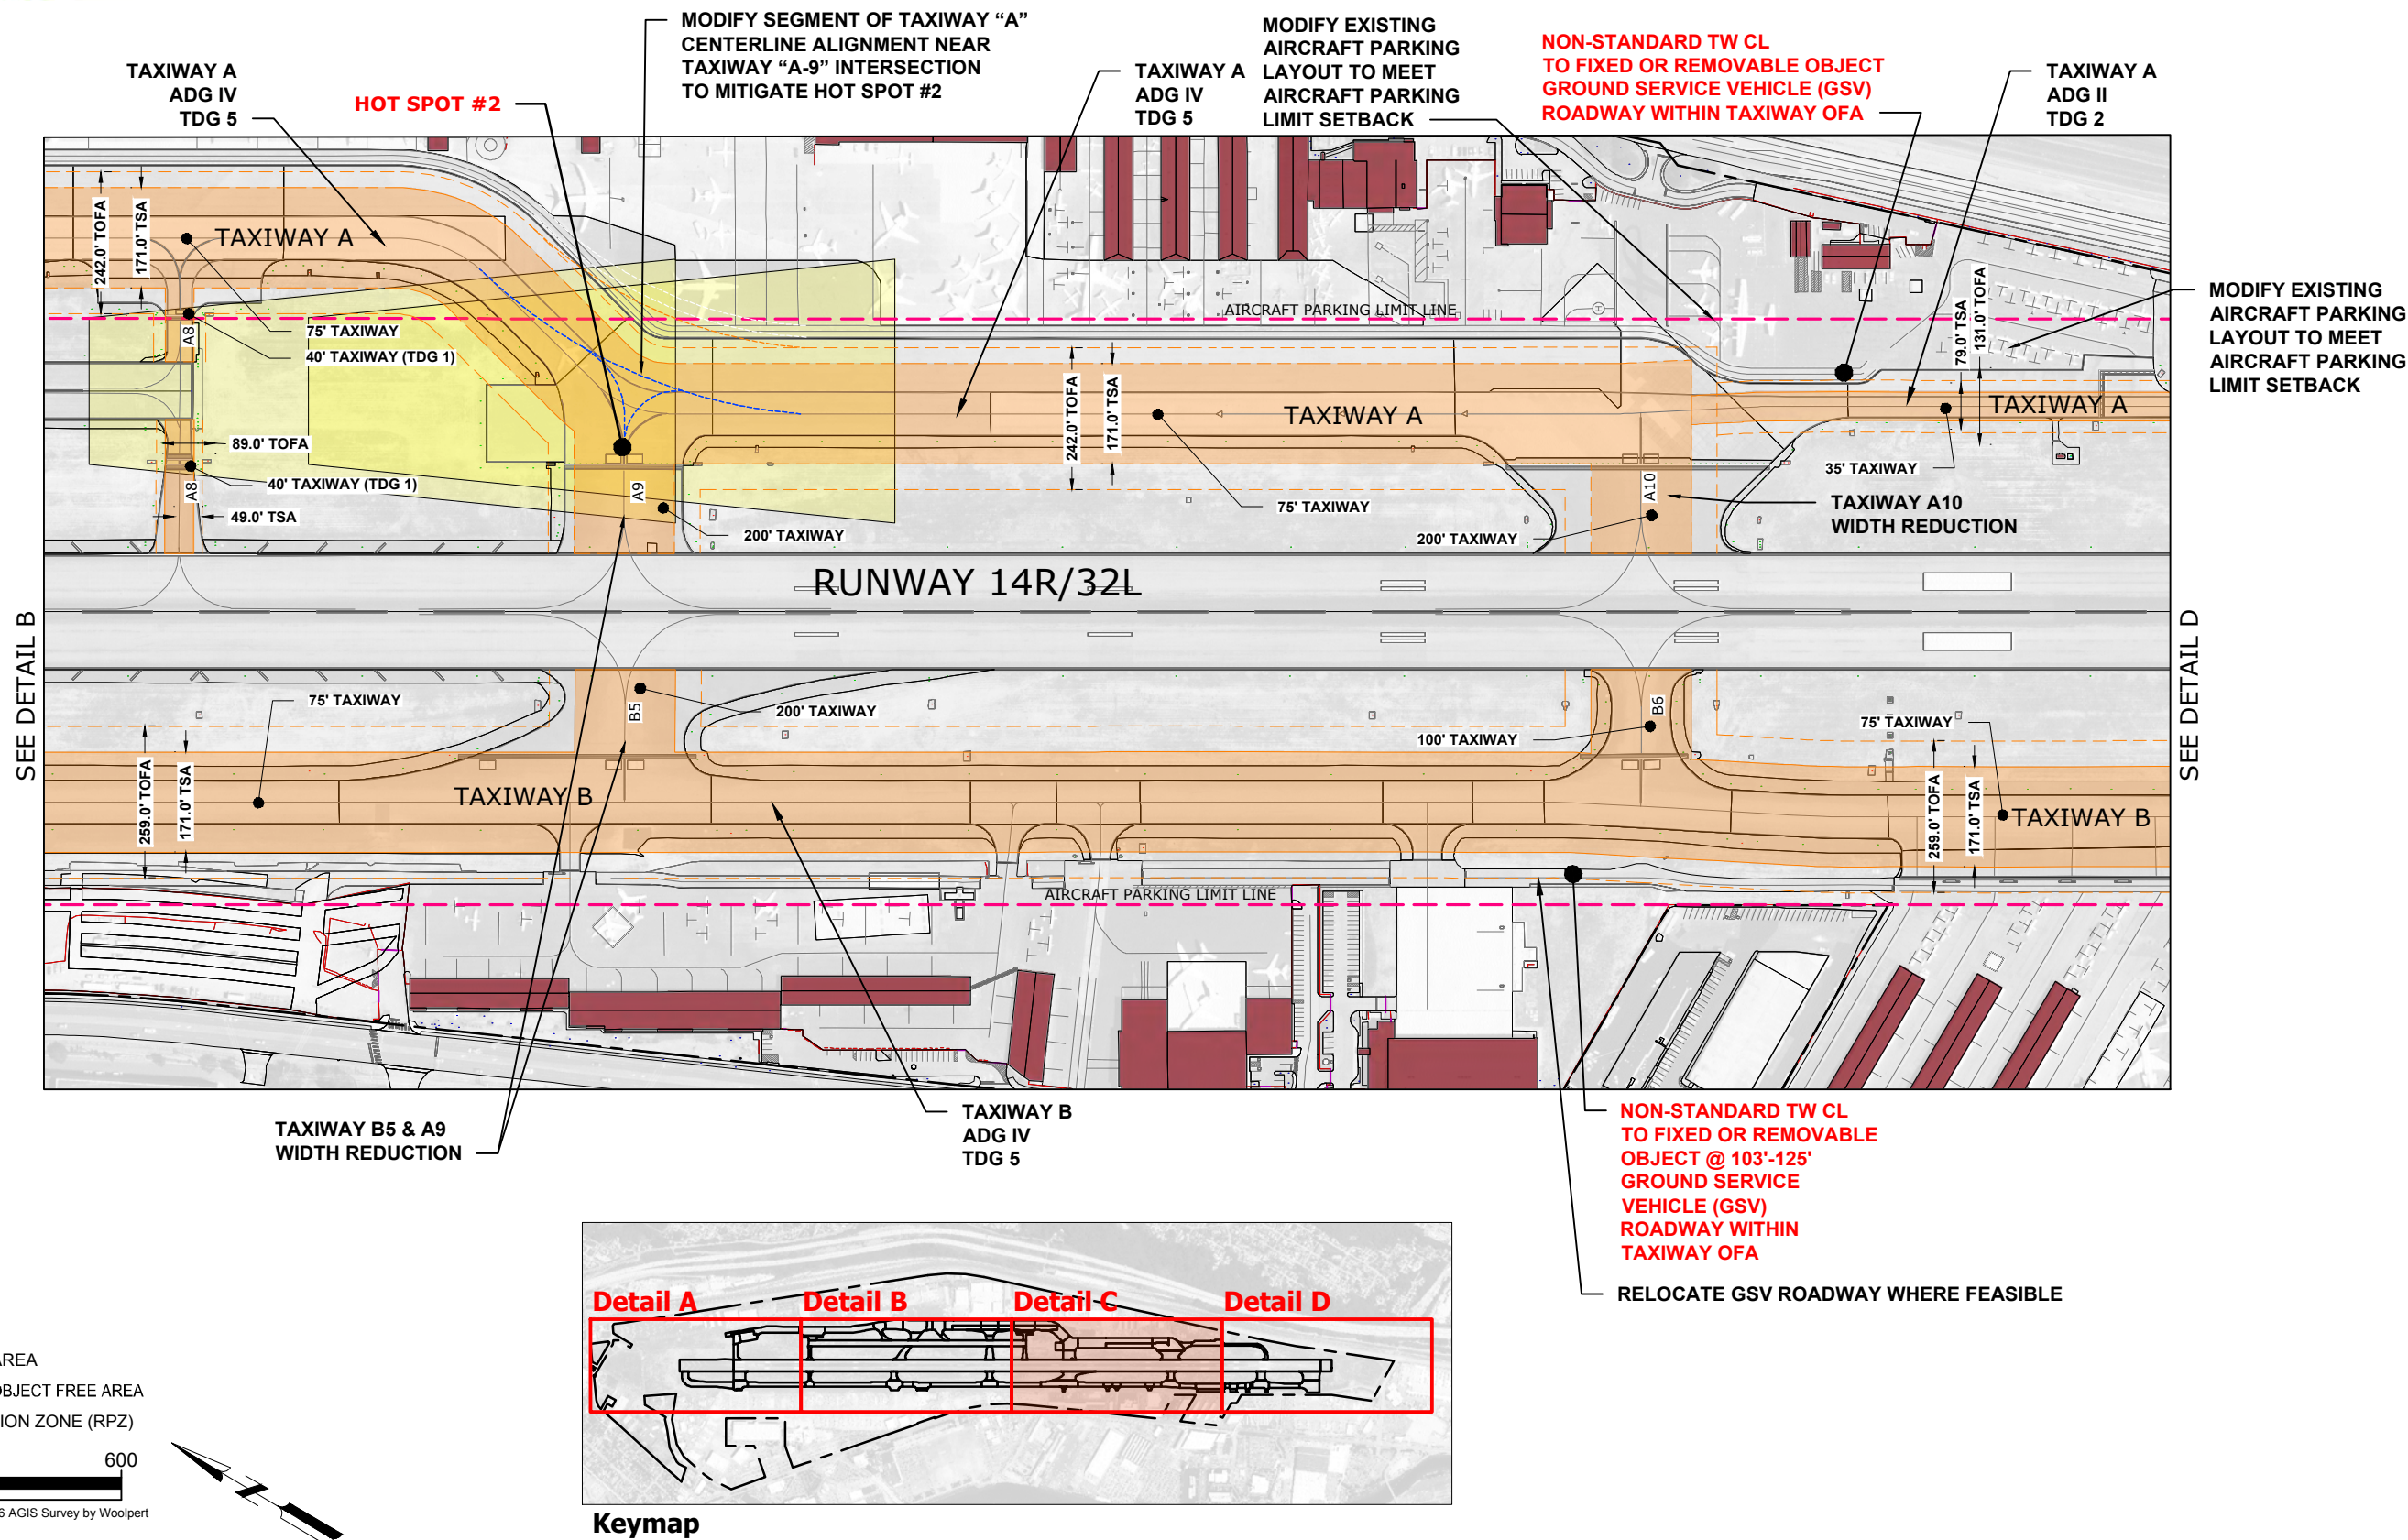 MODIFY SEGMENT OF TAXIWAY “A”
CENTERLINE ALIGNMENT NEAR
TAXIWAY “A-9” INTERSECTION
TO MITIGATE HOT SPOT #2
MODIFY EXISTING
AIRCRAFT PARKING
LAYOUT TO MEET
AIRCRAFT PARKING
LIMIT SETBACK
NON-STANDARD TW CL
TO FIXED OR REMOVABLE OBJECT
GROUND SERVICE VEHICLE (GSV)
ROADWAY WITHIN TAXIWAY OFA
TAXIWAY A
ADG IV
TDG 5
HOT SPOT #2
TAXIWAY A
ADG IV
TDG 5
TAXIWAY A
ADG II
TDG 2
242.0' TOFA
171.0' TSA
TAXIWAY A
75' TAXIWAY
40' TAXIWAY (TDG 1)
A8
89.0' TOFA
40' TAXIWAY (TDG 1)
A8
49.0' TSA
A9
200' TAXIWAY
AIRCRAFT PARKING LIMIT LINE
242.0' TOFA
171.0' TSA
TAXIWAY A
75' TAXIWAY
A10
200' TAXIWAY
TAXIWAY A10
WIDTH REDUCTION
79.0' TSA
131.0' TOFA
TAXIWAY A
35' TAXIWAY
MODIFY EXISTING
AIRCRAFT PARKING
LAYOUT TO MEET
AIRCRAFT PARKING
LIMIT SETBACK
RUNWAY 14R/32L
SEE DETAIL B
SEE DETAIL D
75' TAXIWAY
B5
200' TAXIWAY
B6
100' TAXIWAY
75' TAXIWAY
259.0' TOFA
171.0' TSA
TAXIWAY B
259.0' TOFA
171.0' TSA
TAXIWAY B
AIRCRAFT PARKING LIMIT LINE
TAXIWAY B5 & A9
WIDTH REDUCTION
TAXIWAY B
ADG IV
TDG 5
NON-STANDARD TW CL
TO FIXED OR REMOVABLE
OBJECT @ 103'-125'
GROUND SERVICE
VEHICLE (GSV)
ROADWAY WITHIN
TAXIWAY OFA
RELOCATE GSV ROADWAY WHERE FEASIBLE
Detail A
Detail B
Detail C
Detail D
Keymap
AREA
OBJECT FREE AREA
ION ZONE (RPZ)
600
6 AGIS Survey by Woolpert
N